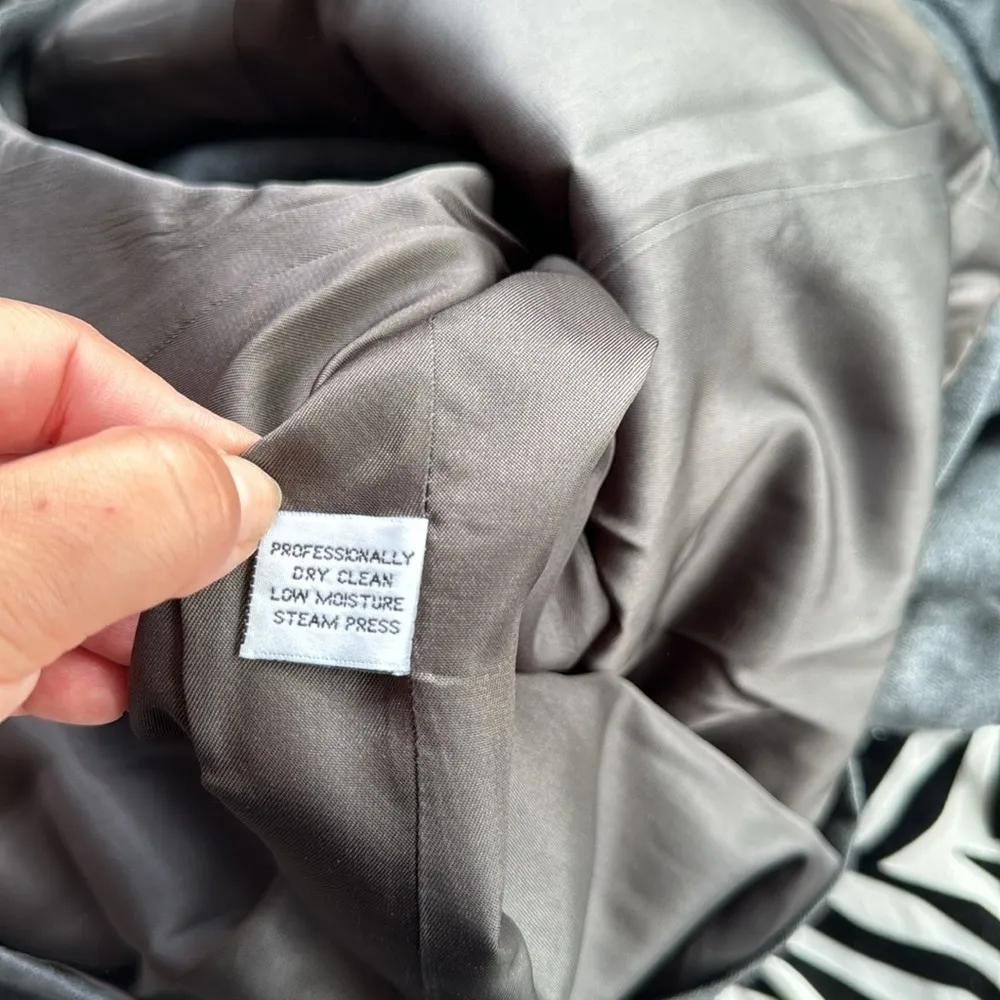 PROFESSIONALLY
DRY CLEAN
LOW MOISTURE
STEAM PRESS